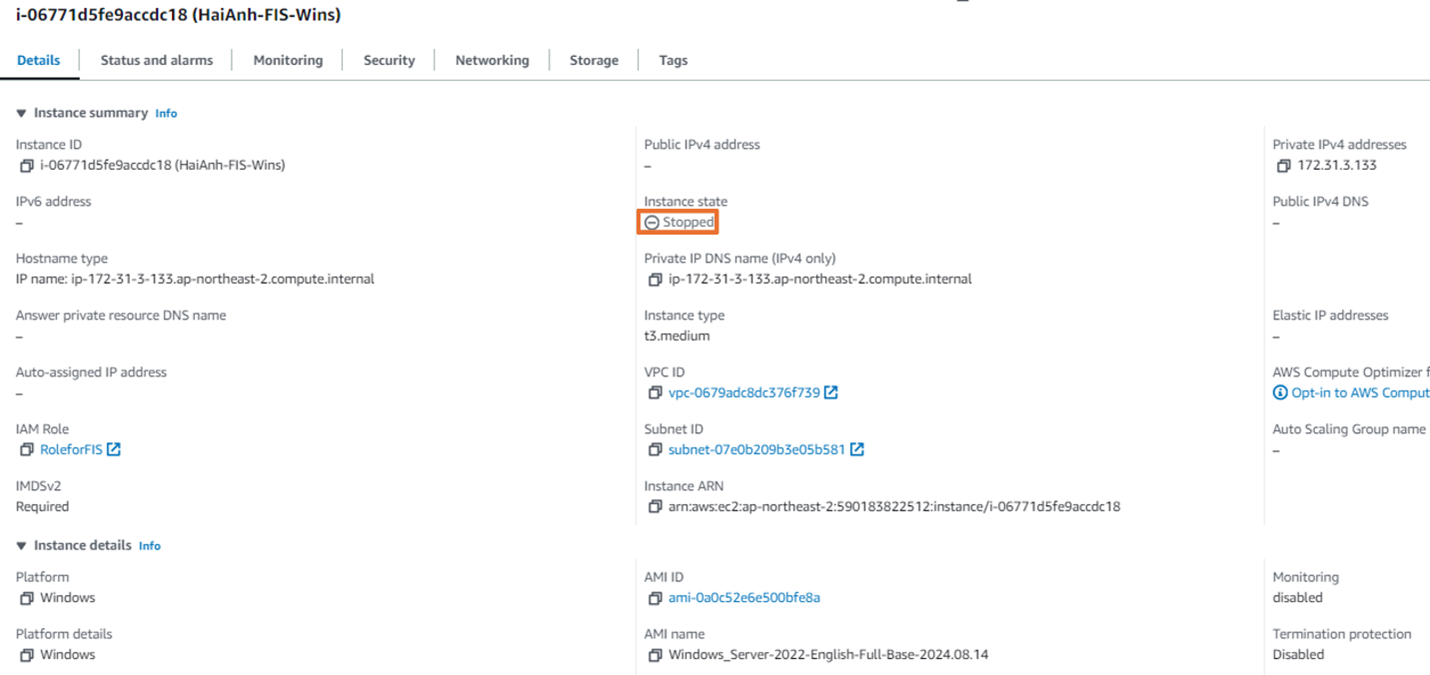 i-06771d5fe9accdc18 (HaiAnh-FIS-Wins)
Details
Status and alarms
Monitoring
Security
Networking
Storage
Tags
Instance summary Info
Instance ID
i-06771d5fe9accdc18 (HaiAnh-FIS-Wins)
Public IPv4 address
–
Private IPv4 addresses
172.31.3.133
IPv6 address
–
Instance state
Stopped
Public IPv4 DNS
–
Hostname type
IP name: ip-172-31-3-133.ap-northeast-2.compute.internal
Private IP DNS name (IPv4 only)
ip-172-31-3-133.ap-northeast-2.compute.internal
Answer private resource DNS name
–
Instance type
t3.medium
Elastic IP addresses
–
Auto-assigned IP address
–
VPC ID
vpc-0679adc8dc376f739
AWS Compute Optimizer f
Opt-in to AWS Comput
IAM Role
RoleforFIS
Subnet ID
subnet-07e0b209b3e05b581
Auto Scaling Group name
–
IMDSv2
Required
Instance ARN
arn:aws:ec2:ap-northeast-2:590183822512:instance/i-06771d5fe9accdc18
Instance details Info
Platform
Windows
AMI ID
ami-0a0c52e6e500bfe8a
Monitoring
disabled
Platform details
Windows
AMI name
Windows_Server-2022-English-Full-Base-2024.08.14
Termination protection
Disabled